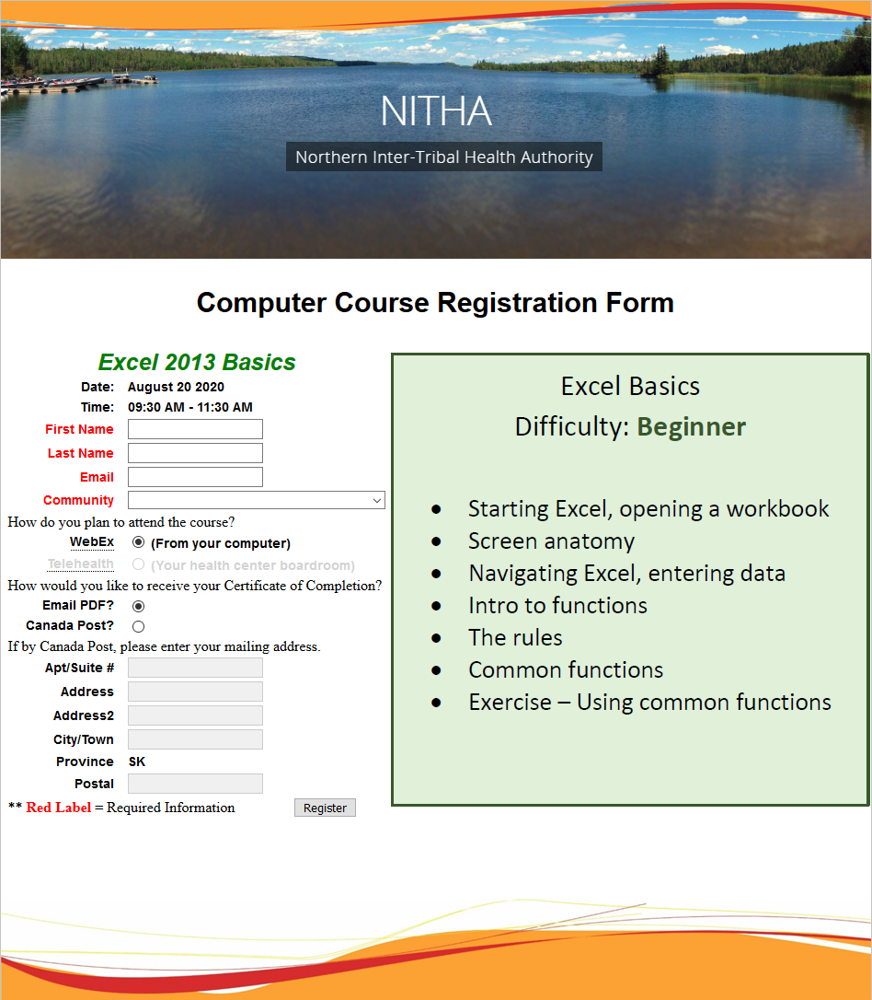 NITHA
Northern Inter-Tribal Health Authority
Computer Course Registration Form
Excel 2013 Basics
Date: August 20 2020
Time: 09:30 AM - 11:30 AM
First Name
Last Name
Email
Community
How do you plan to attend the course?
WebEx (From your computer)
Telehealth (Your health center boardroom)
How would you like to receive your Certificate of Completion?
Email PDF?
Canada Post?
If by Canada Post, please enter your mailing address.
Apt/Suite #
Address
Address2
City/Town
Province SK
Postal
** Red Label = Required Information
Register
Excel Basics
Difficulty: Beginner
• Starting Excel, opening a workbook
• Screen anatomy
• Navigating Excel, entering data
• Intro to functions
• The rules
• Common functions
• Exercise – Using common functions